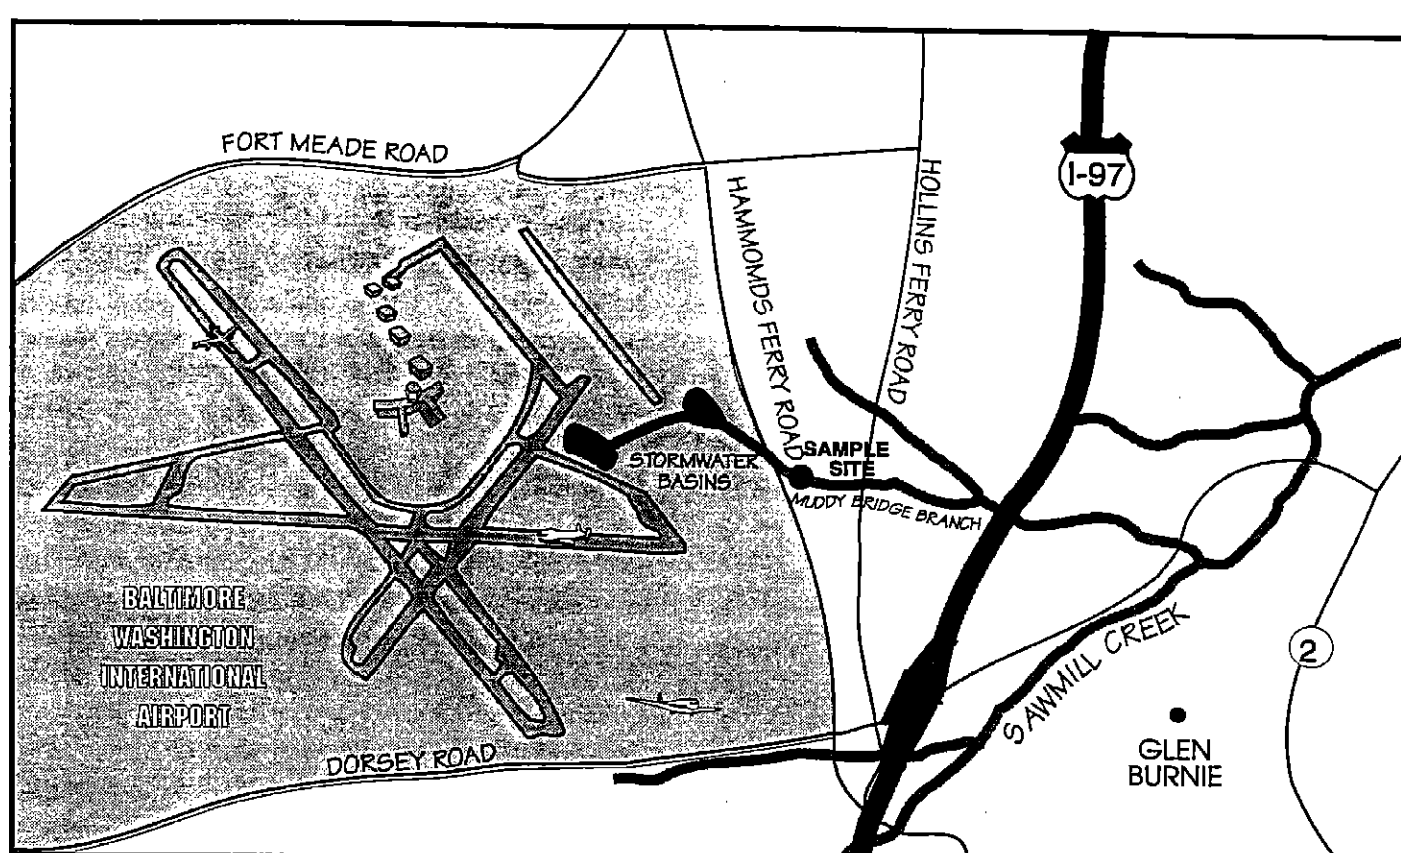 FORT MEADE ROAD
I-97
HAMMOMDS FERRY ROAD
HOLLINS FERRY ROAD
SAMPLE
SITE
STORMWATER
BASINS
MUDDY BRIDGE BRANCH
BALTIMORE
WASHINGTON
INTERNATIONAL
AIRPORT
SAWMILL CREEK
2
DORSEY ROAD
GLEN
BURNIE